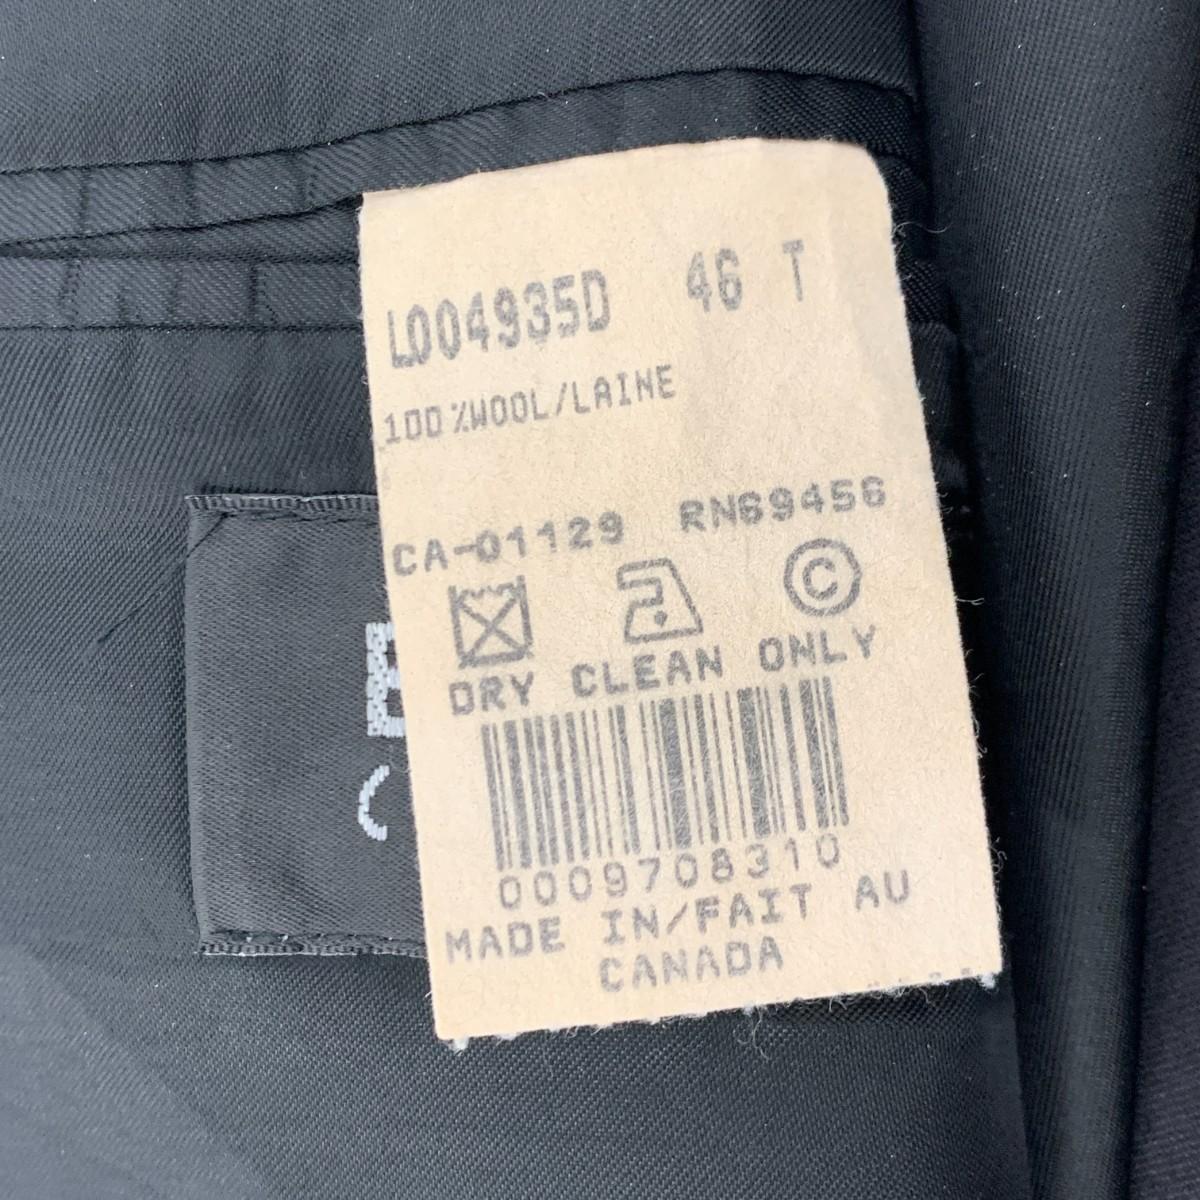 L004935D 46 T
100%WOOL/LAINE
CA-01129 RN69456
©
DRY CLEAN ONLY
0009708310
MADE IN/FAIT AU
CANADA